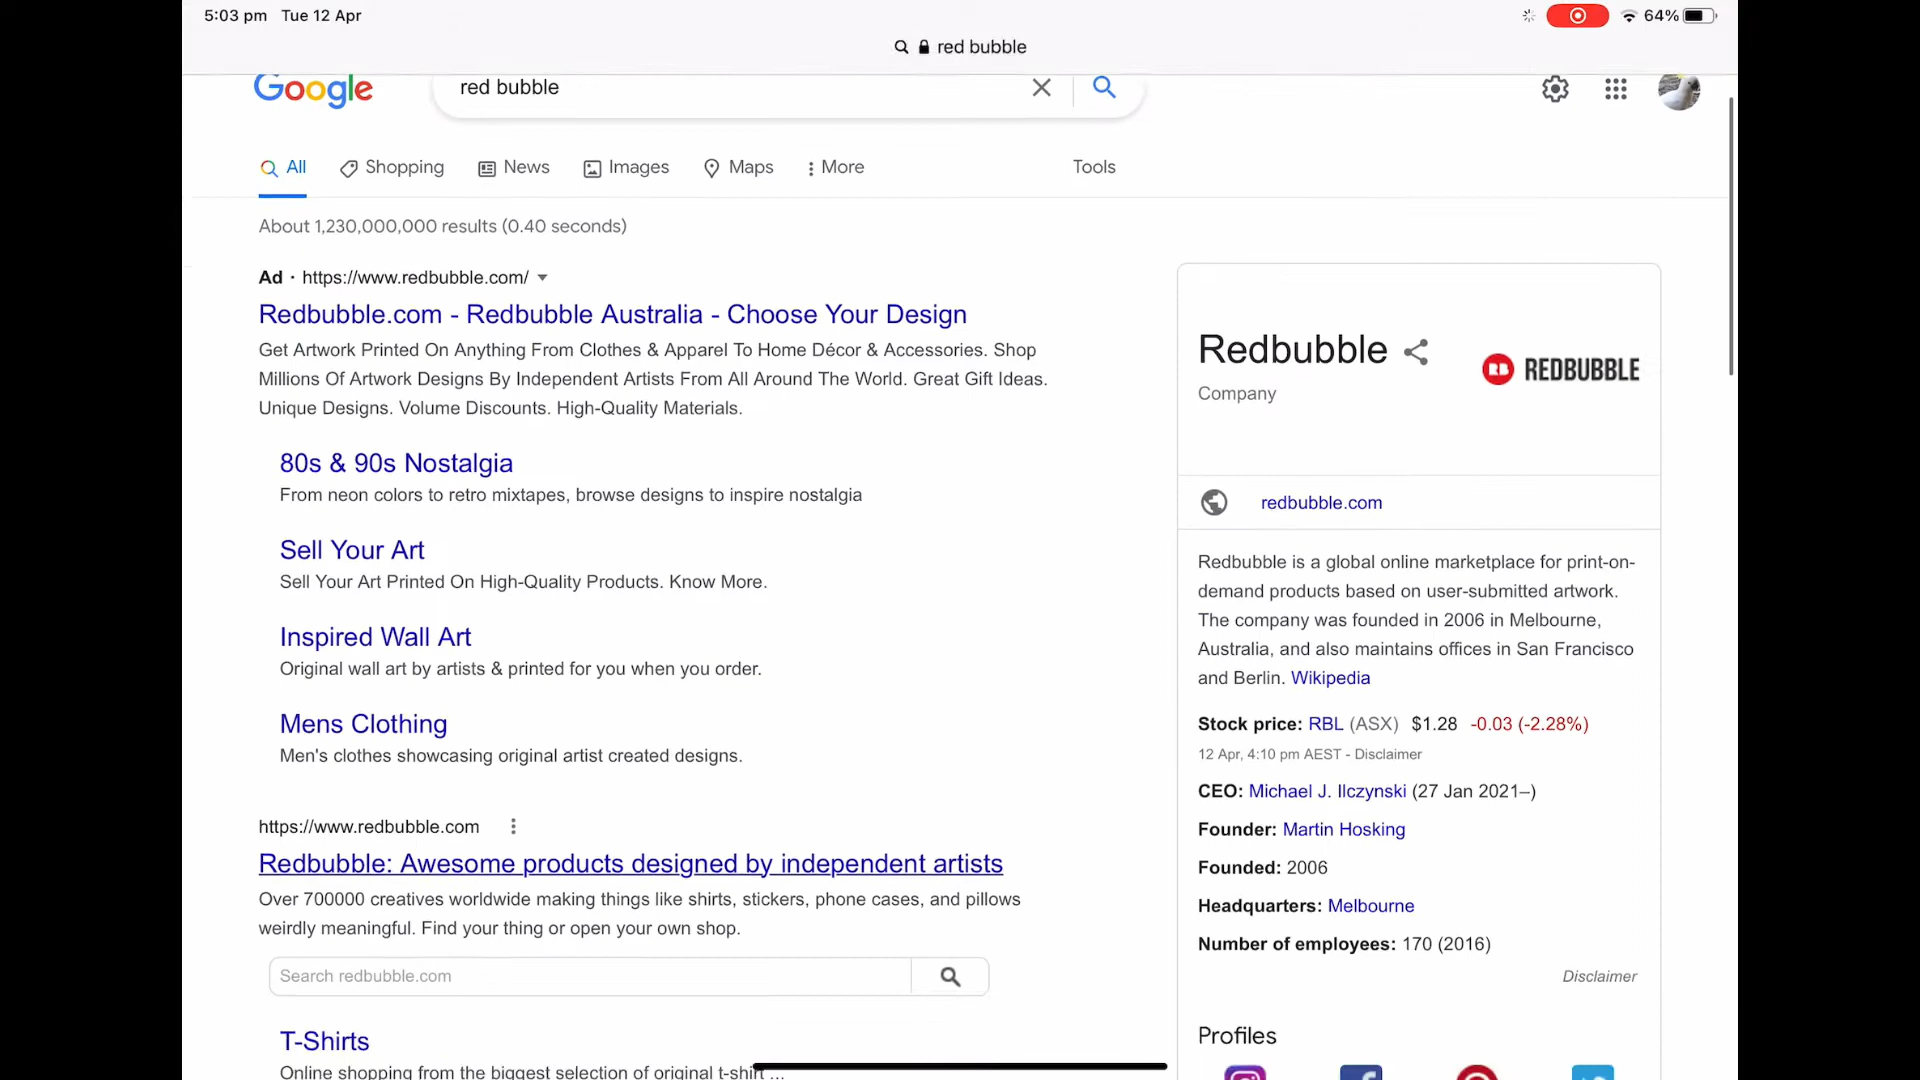 5:03 pm Tue 12 Apr
64%
red bubble
Google
red bubble
All Shopping News Images Maps More Tools
About 1,230,000,000 results (0.40 seconds)
Ad · https://www.redbubble.com/
Redbubble.com - Redbubble Australia - Choose Your Design
Get Artwork Printed On Anything From Clothes & Apparel To Home Décor & Accessories. Shop
Millions Of Artwork Designs By Independent Artists From All Around The World. Great Gift Ideas.
Unique Designs. Volume Discounts. High-Quality Materials.
80s & 90s Nostalgia
From neon colors to retro mixtapes, browse designs to inspire nostalgia
Sell Your Art
Sell Your Art Printed On High-Quality Products. Know More.
Inspired Wall Art
Original wall art by artists & printed for you when you order.
Mens Clothing
Men's clothes showcasing original artist created designs.
https://www.redbubble.com
Redbubble: Awesome products designed by independent artists
Over 700000 creatives worldwide making things like shirts, stickers, phone cases, and pillows
weirdly meaningful. Find your thing or open your own shop.
Search redbubble.com
T-Shirts
Online shopping from the biggest selection of original t-shirt ...
Redbubble
REDBUBBLE
Company
redbubble.com
Redbubble is a global online marketplace for print-on-
demand products based on user-submitted artwork.
The company was founded in 2006 in Melbourne,
Australia, and also maintains offices in San Francisco
and Berlin. Wikipedia
Stock price: RBL (ASX) $1.28 -0.03 (-2.28%)
12 Apr, 4:10 pm AEST - Disclaimer
CEO: Michael J. Ilczynski (27 Jan 2021–)
Founder: Martin Hosking
Founded: 2006
Headquarters: Melbourne
Number of employees: 170 (2016)
Disclaimer
Profiles